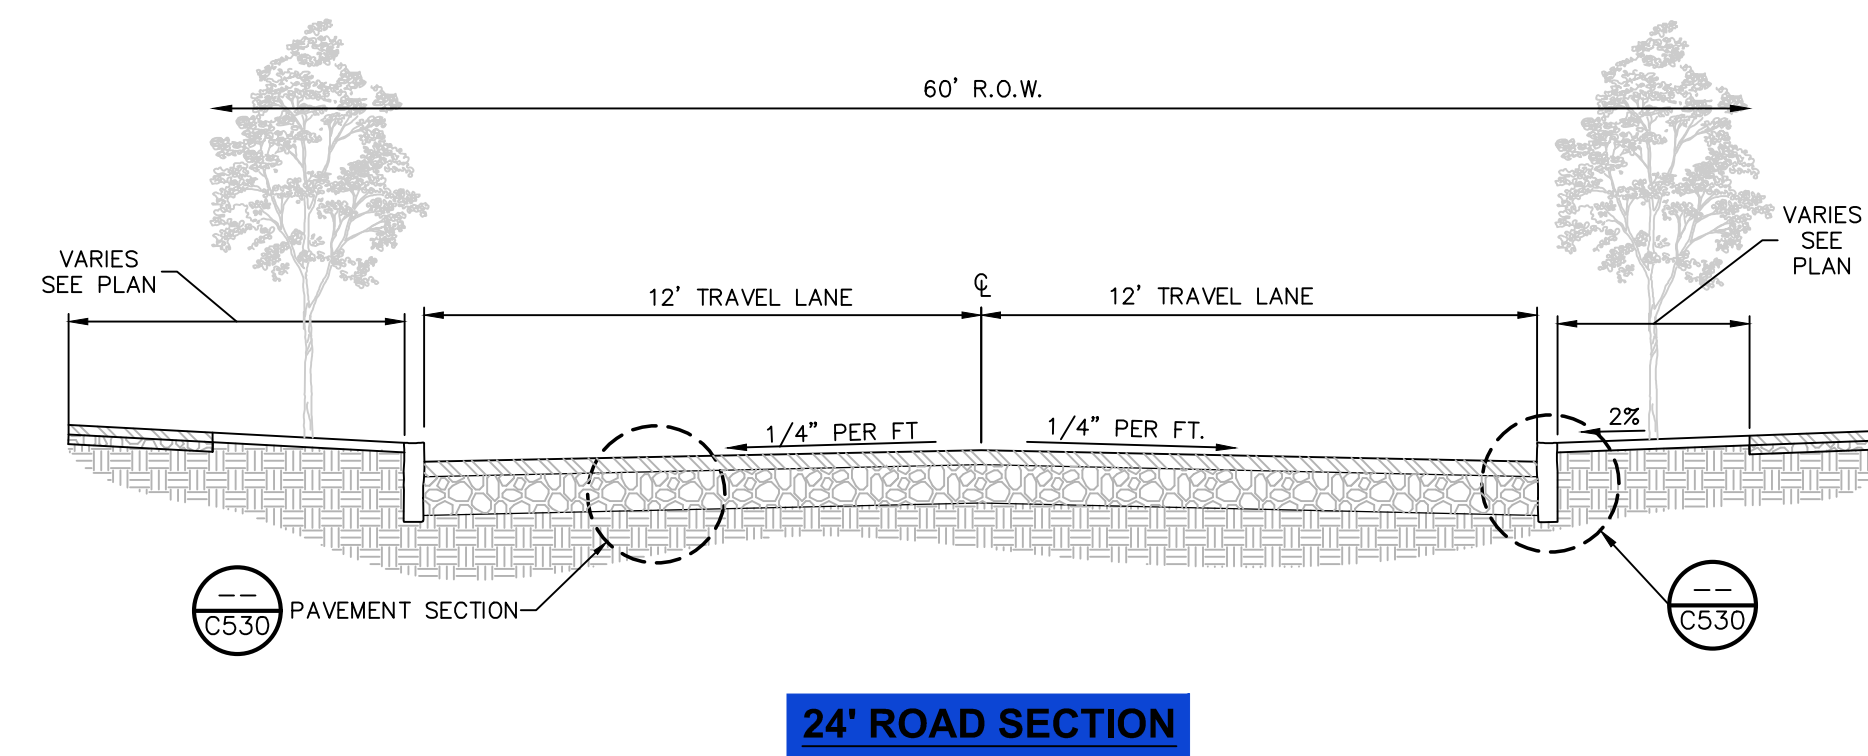 60' R.O.W.
VARIES
SEE PLAN
VARIES
SEE
PLAN
12' TRAVEL LANE
℄
12' TRAVEL LANE
1/4" PER FT
1/4" PER FT.
2%
--
C530
PAVEMENT SECTION
--
C530
24' ROAD SECTION